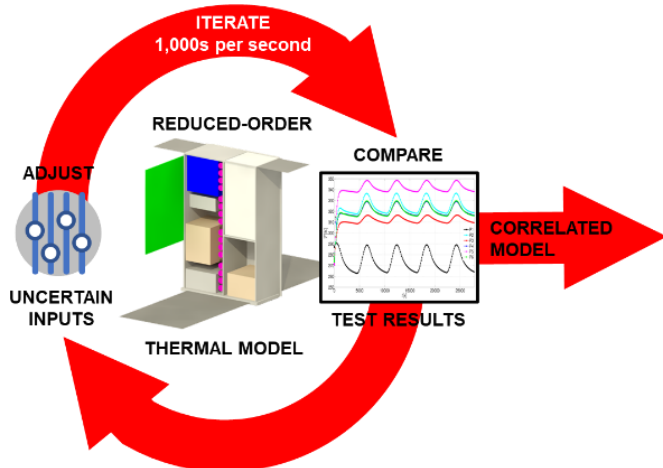 ITERATE
1,000s per second
REDUCED-ORDER
COMPARE
ADJUST
CORRELATED
MODEL
UNCERTAIN
INPUTS
TEST RESULTS
THERMAL MODEL